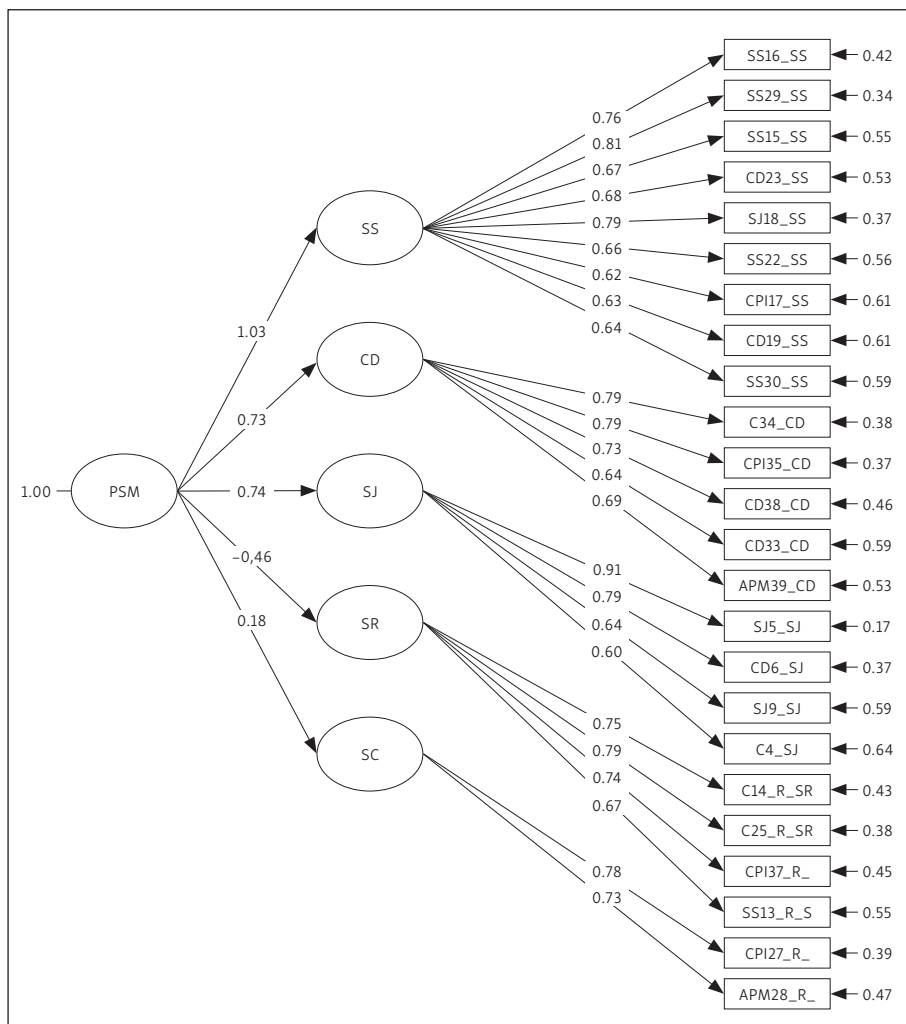 SS16_SS 0.42
SS29_SS 0.34
0.76
SS15_SS 0.55
0.81
0.67
CD23_SS 0.53
0.68
SS
0.79
SJ18_SS 0.37
0.66
SS22_SS 0.56
0.62
CPI17_SS 0.61
0.63
1.03
0.64
CD19_SS 0.61
CD
SS30_SS 0.59
0.79
0.73
C34_CD 0.38
0.79
0.73
CPI35_CD 0.37
0.64
1.00 PSM 0.74 SJ
0.69
CD38_CD 0.46
CD33_CD 0.59
−0,46
0.91
APM39_CD 0.53
0.79
0.18
SR
0.64
SJ5_SJ 0.17
0.60
CD6_SJ 0.37
SJ9_SJ 0.59
0.75
SC
0.79
C4_SJ 0.64
0.74
C14_R_SR 0.43
0.67
C25_R_SR 0.38
0.78
CPI37_R_ 0.45
0.73
SS13_R_S 0.55
CPI27_R_ 0.39
APM28_R_ 0.47